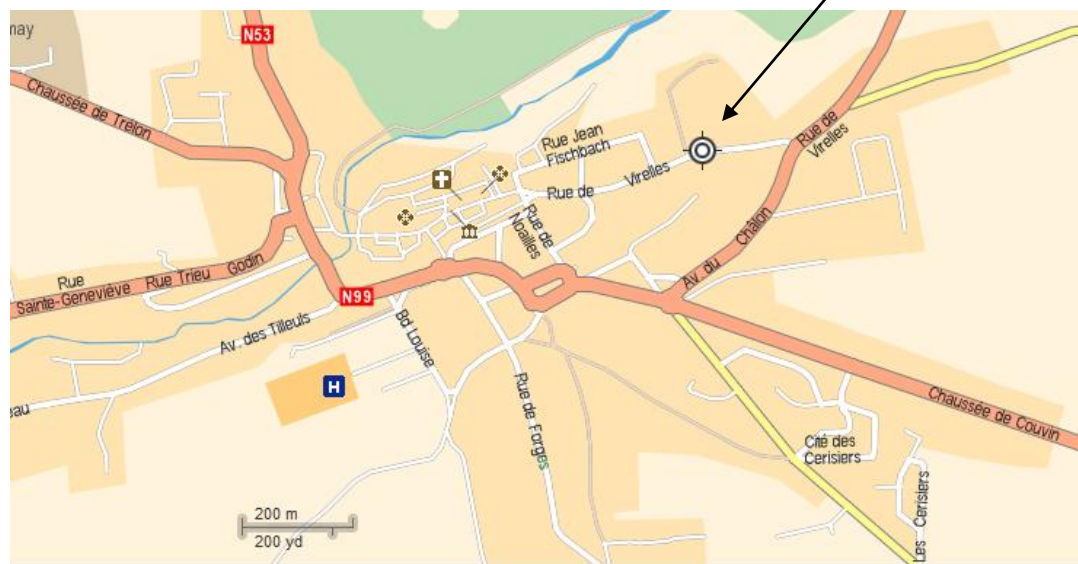 nay
N53
Chaussée de Trélon
Rue Jean
Fischbach
Rue de
Virelles
Rue de
Virelles
Rue de
Noailles
Av. du
Châlon
Rue
Sainte-Geneviève
Rue Trieu
Godin
N99
Av. des Tilleuls
Bd Louise
H
eau
Rue de Forges
Chaussée de Couvin
Cité des
Cerisiers
Les Cerisiers
200 m
200 yd